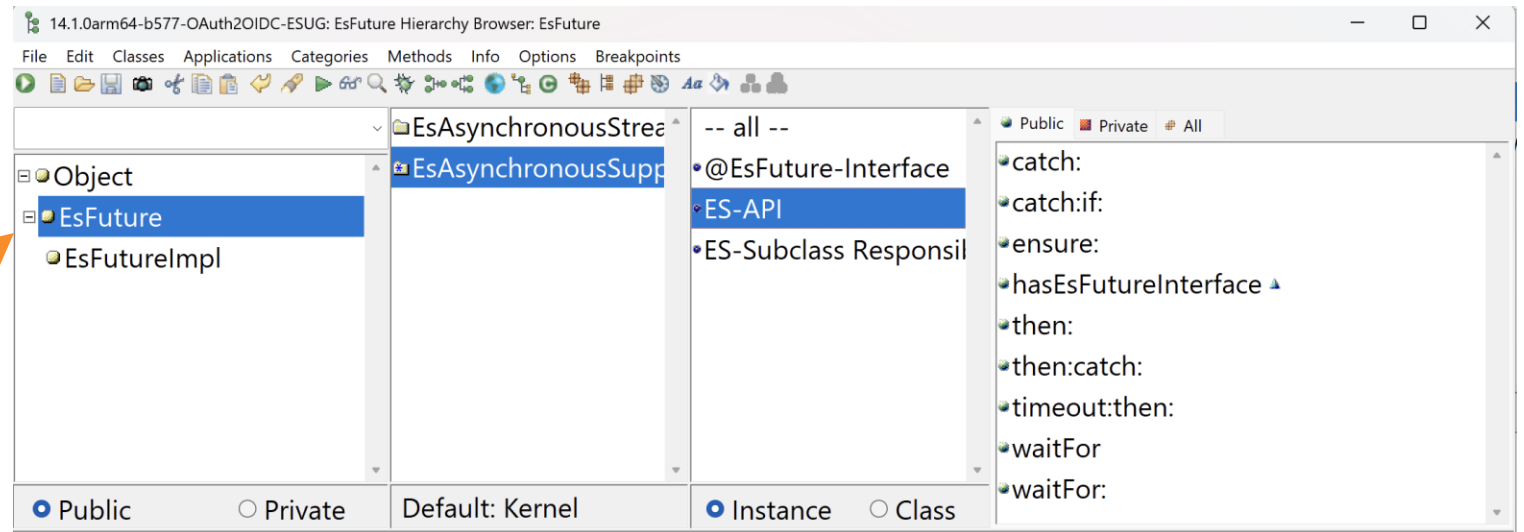 14.1.0arm64-b577-OAuth2OIDC-ESUG: EsFuture Hierarchy Browser: EsFuture
File Edit Classes Applications Categories Methods Info Options Breakpoints
EsAsynchronousStrea
EsAsynchronousSupp
-- all --
@EsFuture-Interface
ES-API
ES-Subclass Responsil
Public Private All
Object
EsFuture
EsFutureImpl
catch:
catch:if:
ensure:
hasEsFutureInterface
then:
then:catch:
timeout:then:
waitFor
waitFor:
Public Private
Default: Kernel
Instance Class